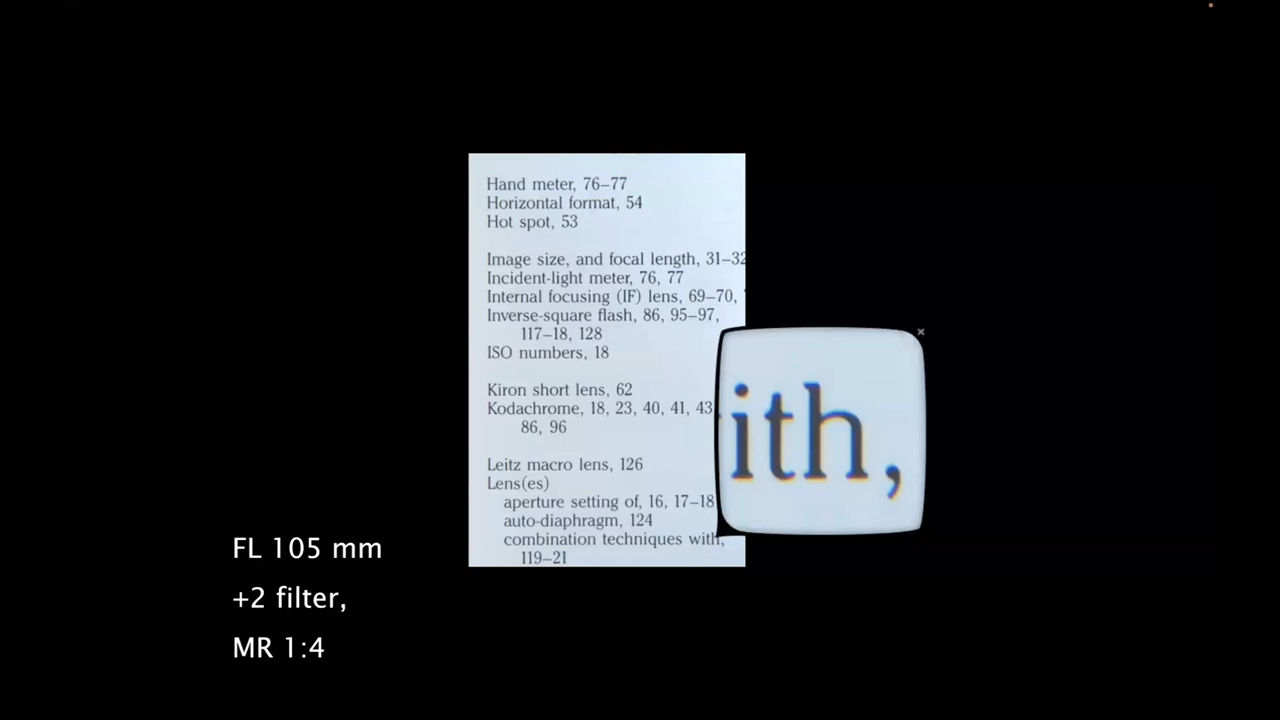 Hand meter, 76–77
Horizontal format, 54
Hot spot, 53
Image size, and focal length, 31–32
Incident-light meter, 76, 77
Internal focusing (IF) lens, 69–70,
Inverse-square flash, 86, 95–97,
117–18, 128
ISO numbers, 18
Kiron short lens, 62
Kodachrome, 18, 23, 40, 41, 43
86, 96
Leitz macro lens, 126
Lens(es)
aperture setting of, 16, 17–18
auto-diaphragm, 124
combination techniques with,
119–21
ith,
FL 105 mm
+2 filter,
MR 1:4